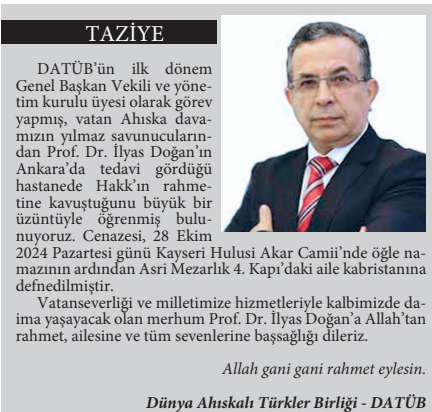 TAZİYE
DATÜB’ün ilk dönem
Genel Başkan Vekili ve yöne-
tim kurulu üyesi olarak görev
yapmış, vatan Ahıska dava-
mızın yılmaz savunucuların-
dan Prof. Dr. İlyas Doğan’ın
Ankara’da tedavi gördüğü
hastanede Hakk’ın rahme-
tine kavuştuğunu büyük bir
üzüntüyle öğrenmiş bulu-
nuyoruz. Cenazesi, 28 Ekim
2024 Pazartesi günü Kayseri Hulusi Akar Camii’nde öğle na-
mazının ardından Asri Mezarlık 4. Kapı’daki aile kabristanına
defnedilmiştir.
Vatanseverliği ve milletimize hizmetleriyle kalbimizde da-
ima yaşayacak olan merhum Prof. Dr. İlyas Doğan’a Allah’tan
rahmet, ailesine ve tüm sevenlerine başsağlığı dileriz.
Allah gani gani rahmet eylesin.
Dünya Ahıskalı Türkler Birliği - DATÜB